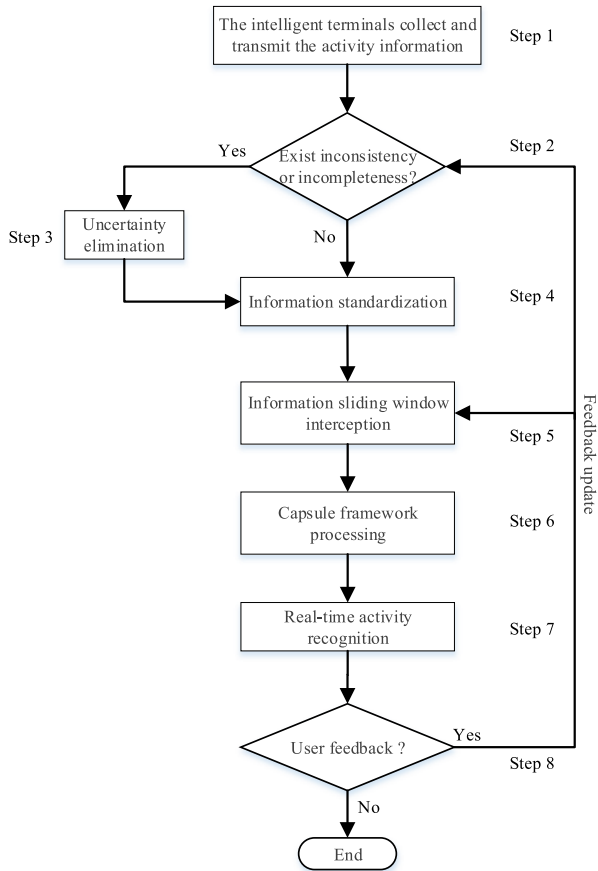 The intelligent terminals collect and
transmit the activity information
Step 1
Step 2
Yes
Exist inconsistency
or incompleteness?
Step 3
Uncertainty
elimination
No
Information standardization
Step 4
Information sliding window
interception
Step 5
Feedback update
Capsule framework
processing
Step 6
Real-time activity
recognition
Step 7
User feedback ?
Yes
Step 8
No
End